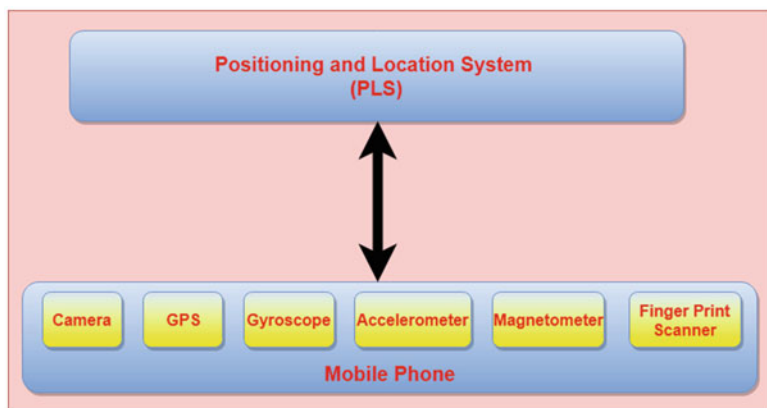 Positioning and Location System
(PLS)
Camera
GPS
Gyroscope
Accelerometer
Magnetometer
Finger Print
Scanner
Mobile Phone